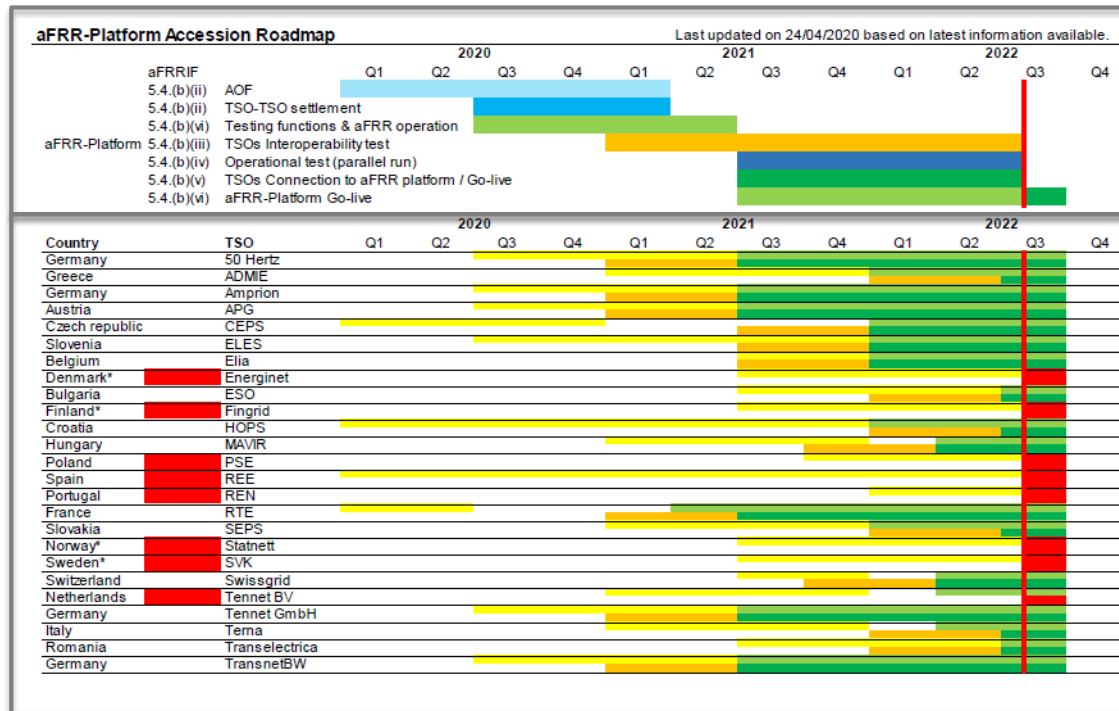 aFRR-Platform Accession Roadmap Last updated on 24/04/2020 based on latest information available.
2020 2021 2022
aFRRIF Q1 Q2 Q3 Q4 Q1 Q2 Q3 Q4 Q1 Q2 Q3 Q4
5.4.(b)(ii) AOF
5.4.(b)(ii) TSO-TSO settlement
5.4.(b)(vi) Testing functions & aFRR operation
aFRR-Platform 5.4.(b)(iii) TSOs Interoperability test
5.4.(b)(iv) Operational test (parallel run)
5.4.(b)(v) TSOs Connection to aFRR platform / Go-live
5.4.(b)(vi) aFRR-Platform Go-live
2020 2021 2022
Country TSO Q1 Q2 Q3 Q4 Q1 Q2 Q3 Q4 Q1 Q2 Q3 Q4
Germany 50 Hertz
Greece ADMIE
Germany Amprion
Austria APG
Czech republic CEPS
Slovenia ELES
Belgium Elia
Denmark* Energinet
Bulgaria ESO
Finland* Fingrid
Croatia HOPS
Hungary MAVIR
Poland PSE
Spain REE
Portugal REN
France RTE
Slovakia SEPS
Norway* Statnett
Sweden* SVK
Switzerland Swissgrid
Netherlands Tennet BV
Germany Tennet GmbH
Italy Terna
Romania Transelectrica
Germany TransnetBW